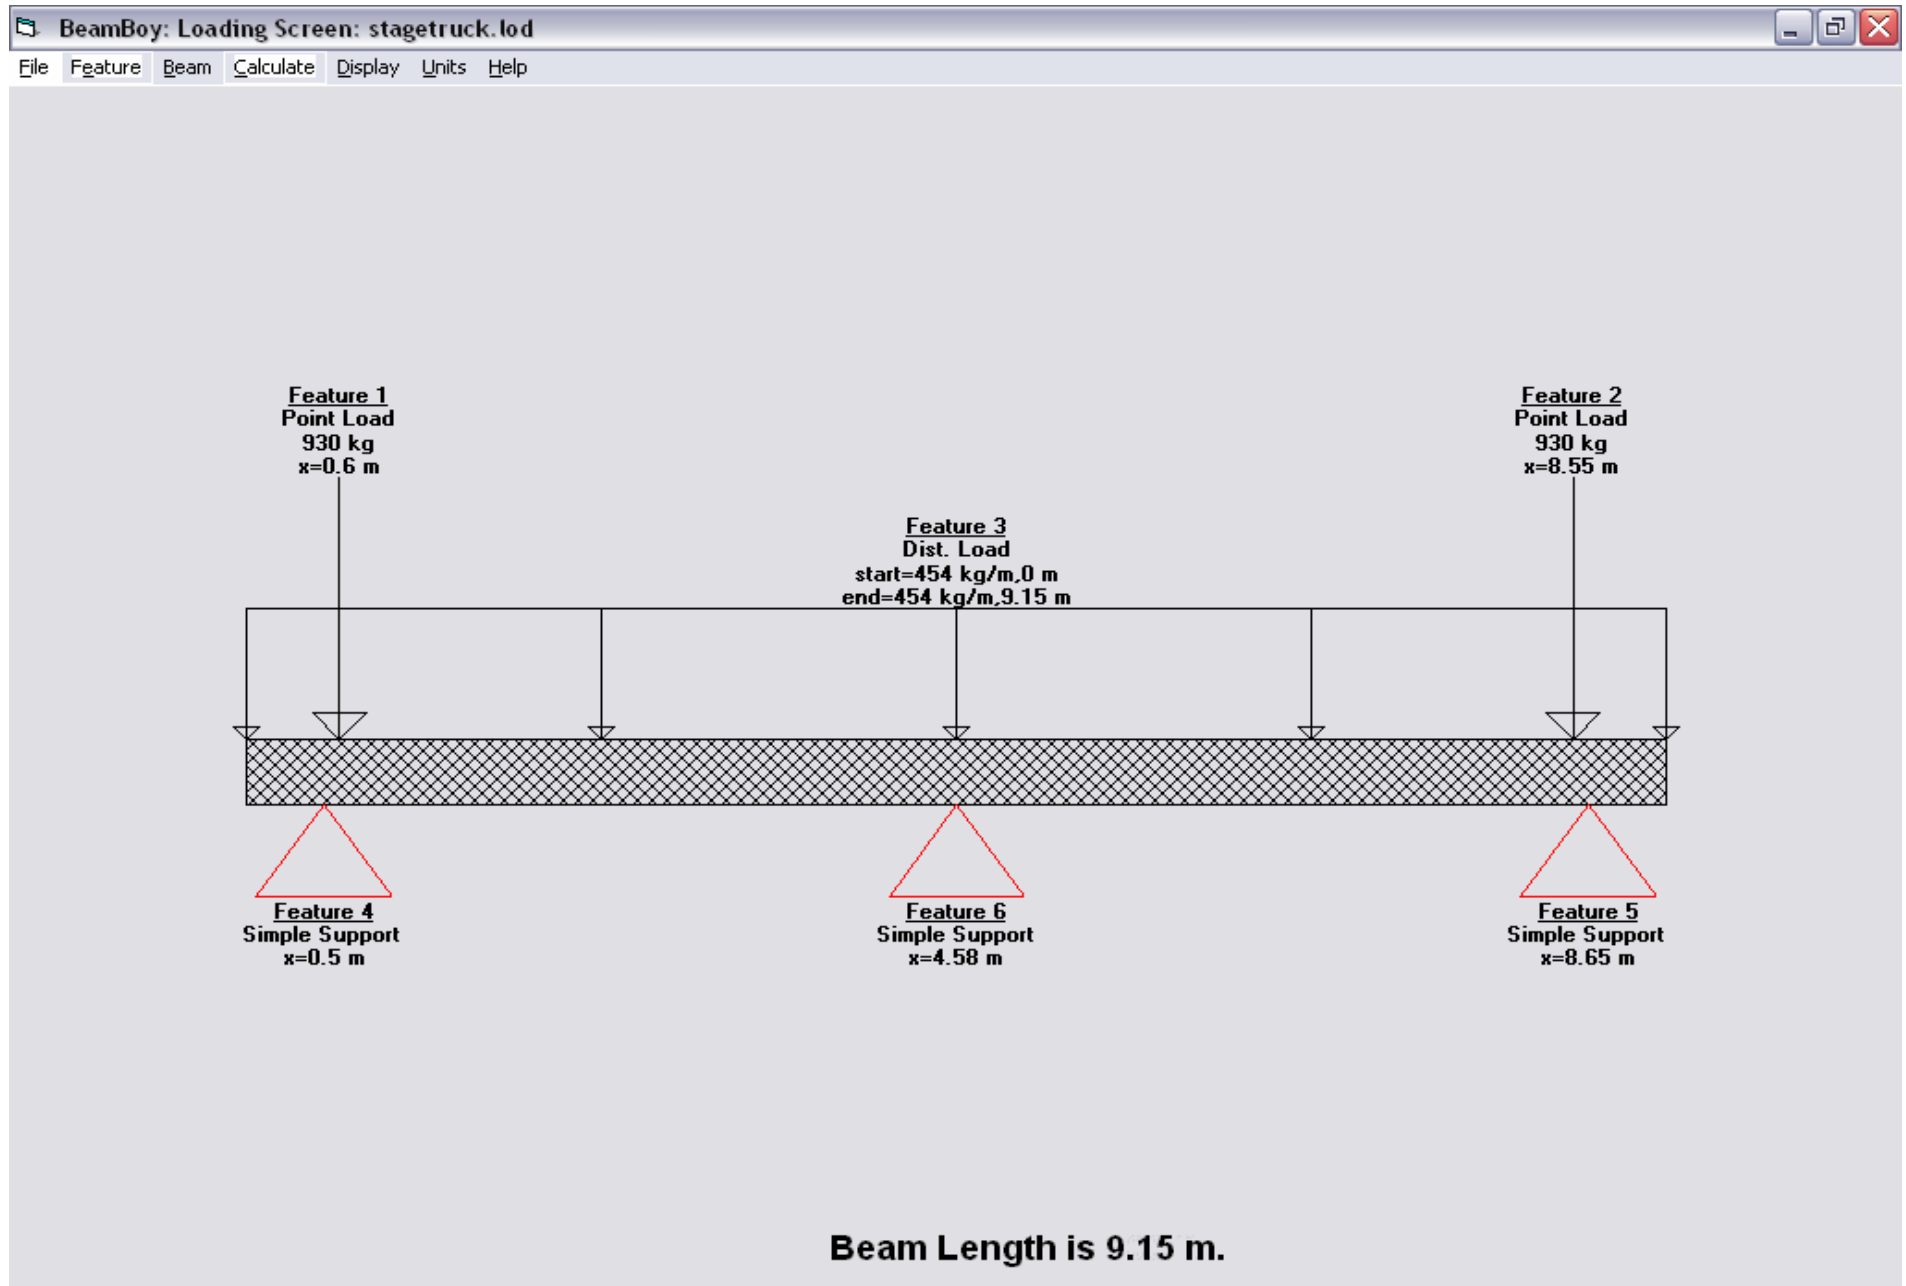 BeamBoy: Loading Screen: stagetruck.lod
File Feature Beam Calculate Display Units Help
Feature 1
Point Load
930 kg
x=0.6 m
Feature 2
Point Load
930 kg
x=8.55 m
Feature 3
Dist. Load
start=454 kg/m,0 m
end=454 kg/m,9.15 m
Feature 4
Simple Support
x=0.5 m
Feature 6
Simple Support
x=4.58 m
Feature 5
Simple Support
x=8.65 m
Beam Length is 9.15 m.